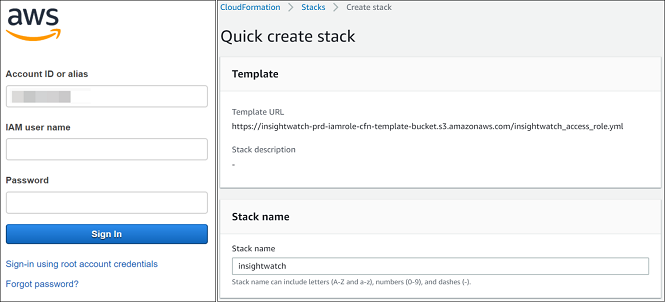 aws
Account ID or alias
IAM user name
Password
Sign In
Sign-in using root account credentials
Forgot password?
CloudFormation > Stacks > Create stack
Quick create stack
Template
Template URL
https://insightwatch-prd-iamrole-cfn-template-bucket.s3.amazonaws.com/insightwatch_access_role.yml
Stack description
-
Stack name
Stack name
insightwatch
Stack name can include letters (A-Z and a-z), numbers (0-9), and dashes (-).